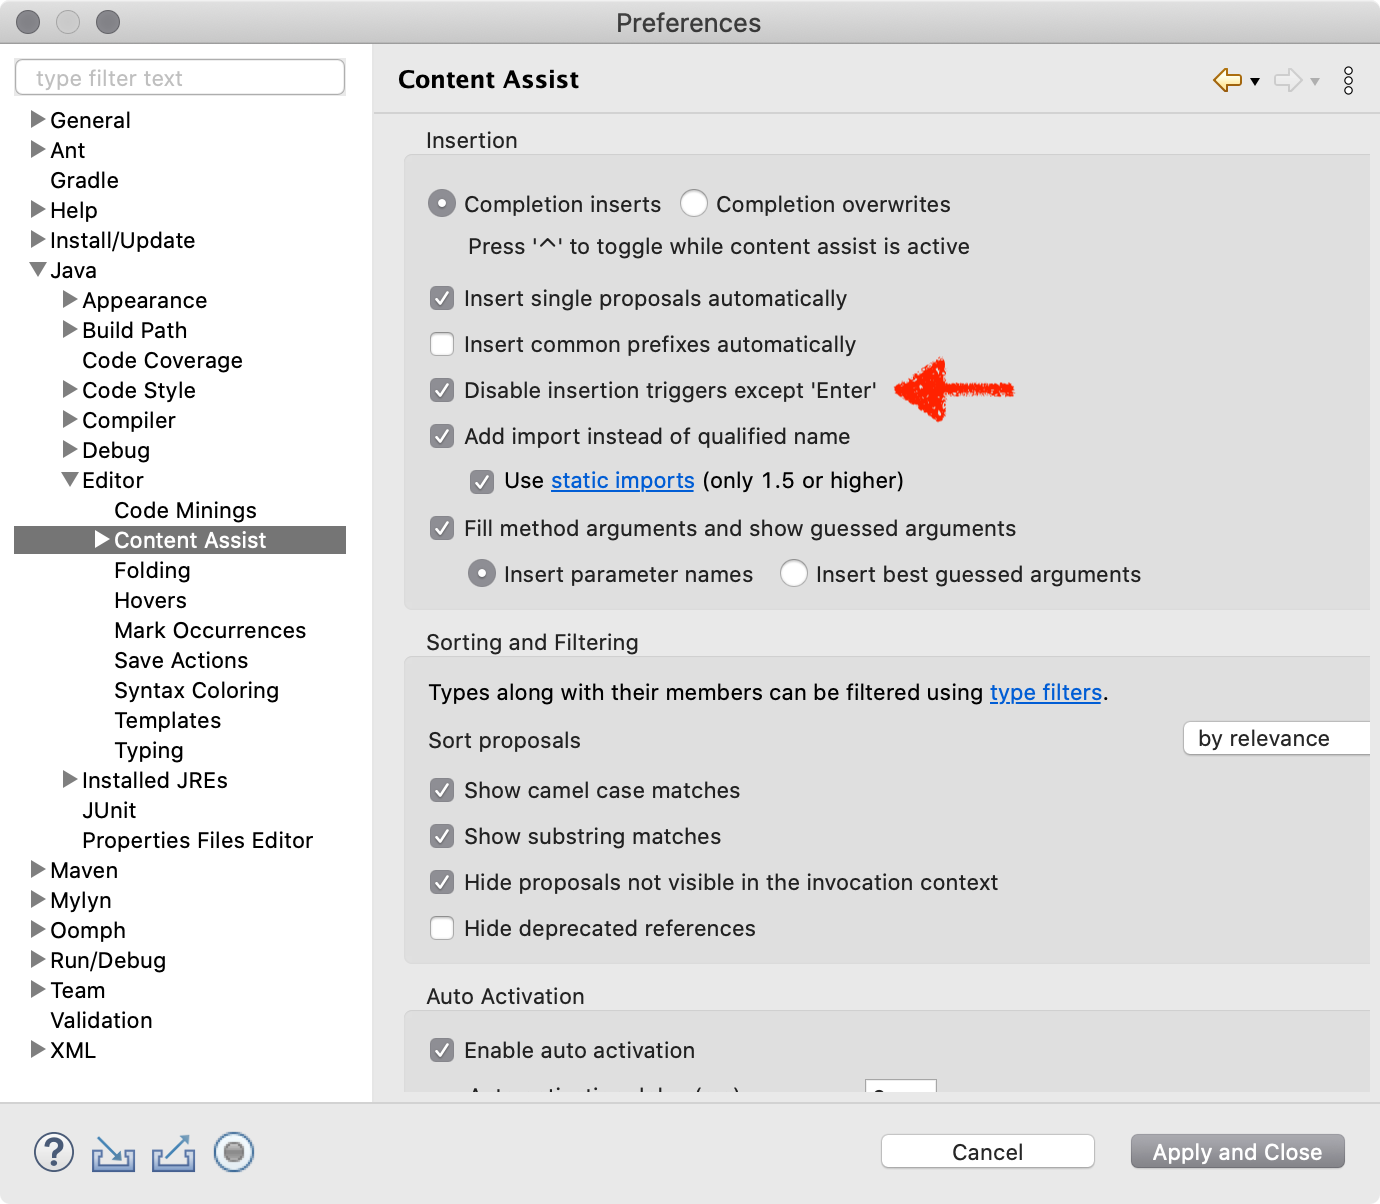 Preferences
type filter text
General
Ant
Gradle
Help
Install/Update
Java
Appearance
Build Path
Code Coverage
Code Style
Compiler
Debug
Editor
Code Minings
Content Assist
Folding
Hovers
Mark Occurrences
Save Actions
Syntax Coloring
Templates
Typing
Installed JREs
JUnit
Properties Files Editor
Maven
Mylyn
Oomph
Run/Debug
Team
Validation
XML
Content Assist
Insertion
Completion inserts Completion overwrites
Press '^' to toggle while content assist is active
Insert single proposals automatically
Insert common prefixes automatically
Disable insertion triggers except 'Enter'
Add import instead of qualified name
Use static imports (only 1.5 or higher)
Fill method arguments and show guessed arguments
Insert parameter names Insert best guessed arguments
Sorting and Filtering
Types along with their members can be filtered using type filters.
Sort proposals by relevance
Show camel case matches
Show substring matches
Hide proposals not visible in the invocation context
Hide deprecated references
Auto Activation
Enable auto activation
?
Cancel Apply and Close